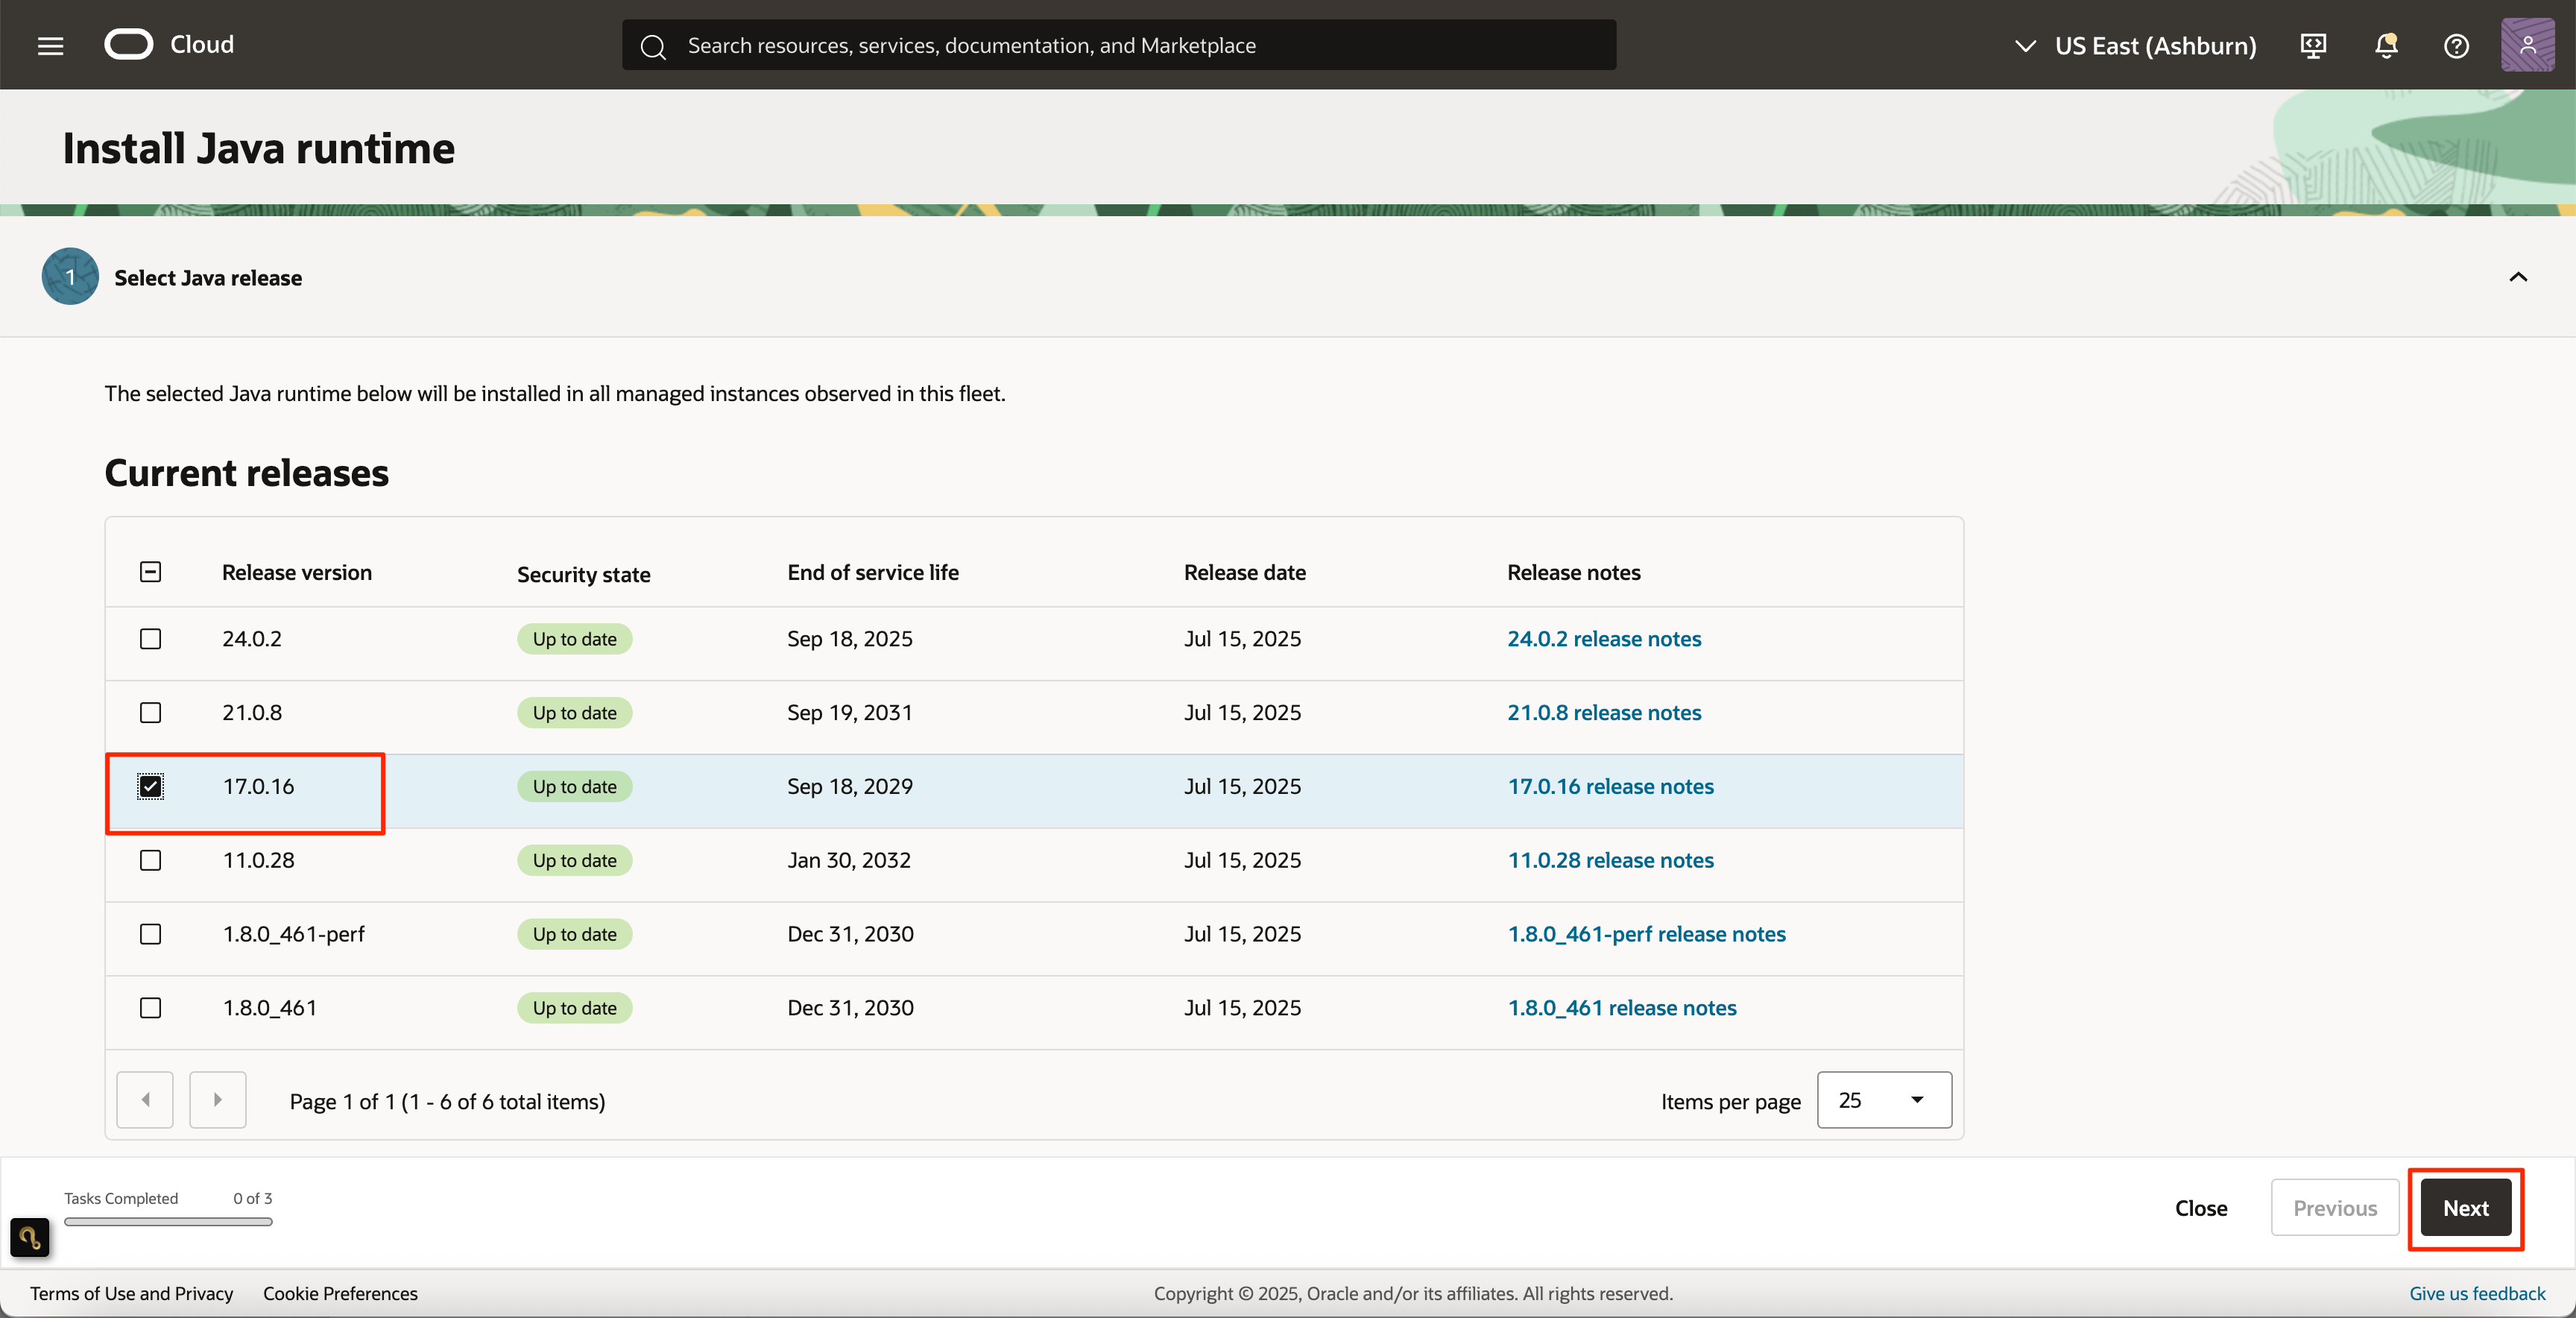 Cloud
Search resources, services, documentation, and Marketplace
US East (Ashburn)
Install Java runtime
1 Select Java release
The selected Java runtime below will be installed in all managed instances observed in this fleet.
Current releases
Release version Security state End of service life Release date Release notes
24.0.2 Up to date Sep 18, 2025 Jul 15, 2025 24.0.2 release notes
21.0.8 Up to date Sep 19, 2031 Jul 15, 2025 21.0.8 release notes
17.0.16 Up to date Sep 18, 2029 Jul 15, 2025 17.0.16 release notes
11.0.28 Up to date Jan 30, 2032 Jul 15, 2025 11.0.28 release notes
1.8.0_461-perf Up to date Dec 31, 2030 Jul 15, 2025 1.8.0_461-perf release notes
1.8.0_461 Up to date Dec 31, 2030 Jul 15, 2025 1.8.0_461 release notes
Page 1 of 1 (1 - 6 of 6 total items) Items per page 25
Tasks Completed 0 of 3
Close Previous Next
Terms of Use and Privacy Cookie Preferences Copyright © 2025, Oracle and/or its affiliates. All rights reserved. Give us feedback